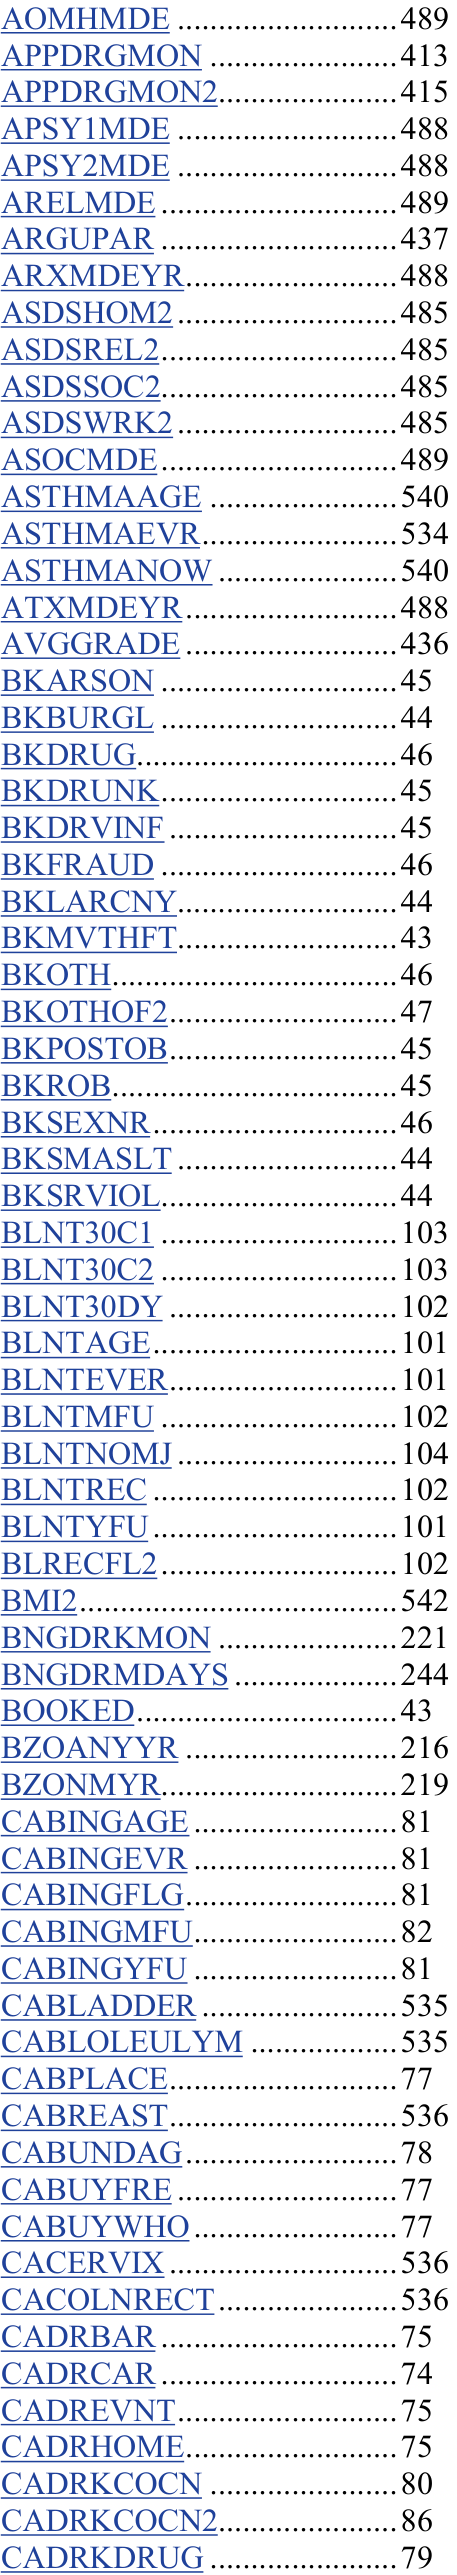 AOMHMDE ........................... 489
APPDRGMON ....................... 413
APPDRGMON2...................... 415
APSY1MDE ........................... 488
APSY2MDE ........................... 488
ARELMDE ............................. 489
ARGUPAR ............................. 437
ARXMDEYR.......................... 488
ASDSHOM2 ........................... 485
ASDSREL2............................. 485
ASDSSOC2............................. 485
ASDSWRK2 ........................... 485
ASOCMDE ............................. 489
ASTHMAAGE ....................... 540
ASTHMAEVR........................ 534
ASTHMANOW ...................... 540
ATXMDEYR.......................... 488
AVGGRADE .......................... 436
BKARSON ............................. 45
BKBURGL ............................. 44
BKDRUG................................ 46
BKDRUNK............................. 45
BKDRVINF ............................ 45
BKFRAUD ............................. 46
BKLARCNY........................... 44
BKMVTHFT........................... 43
BKOTH................................... 46
BKOTHOF2............................ 47
BKPOSTOB............................ 45
BKROB................................... 45
BKSEXNR.............................. 46
BKSMASLT ........................... 44
BKSRVIOL............................. 44
BLNT30C1 ............................. 103
BLNT30C2 ............................. 103
BLNT30DY ............................ 102
BLNTAGE.............................. 101
BLNTEVER............................ 101
BLNTMFU ............................. 102
BLNTNOMJ ........................... 104
BLNTREC .............................. 102
BLNTYFU .............................. 101
BLRECFL2............................. 102
BMI2....................................... 542
BNGDRKMON ...................... 221
BNGDRMDAYS .................... 244
BOOKED................................ 43
BZOANYYR .......................... 216
BZONMYR............................. 219
CABINGAGE ......................... 81
CABINGEVR ......................... 81
CABINGFLG.......................... 81
CABINGMFU......................... 82
CABINGYFU ......................... 81
CABLADDER ........................ 535
CABLOLEULYM .................. 535
CABPLACE............................ 77
CABREAST............................ 536
CABUNDAG.......................... 78
CABUYFRE ........................... 77
CABUYWHO ......................... 77
CACERVIX ............................ 536
CACOLNRECT ...................... 536
CADRBAR ............................. 75
CADRCAR ............................. 74
CADREVNT........................... 75
CADRHOME.......................... 75
CADRKCOCN ....................... 80
CADRKCOCN2...................... 86
CADRKDRUG ....................... 79